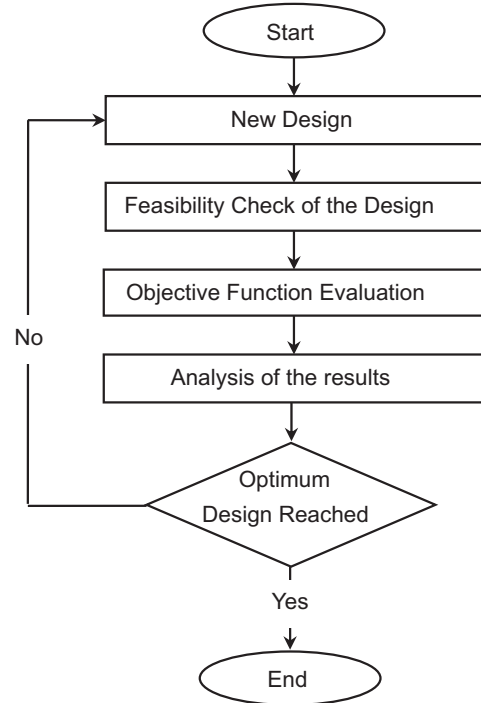 Start
New Design
Feasibility Check of the Design
Objective Function Evaluation
No
Analysis of the results
Optimum
Design Reached
Yes
End